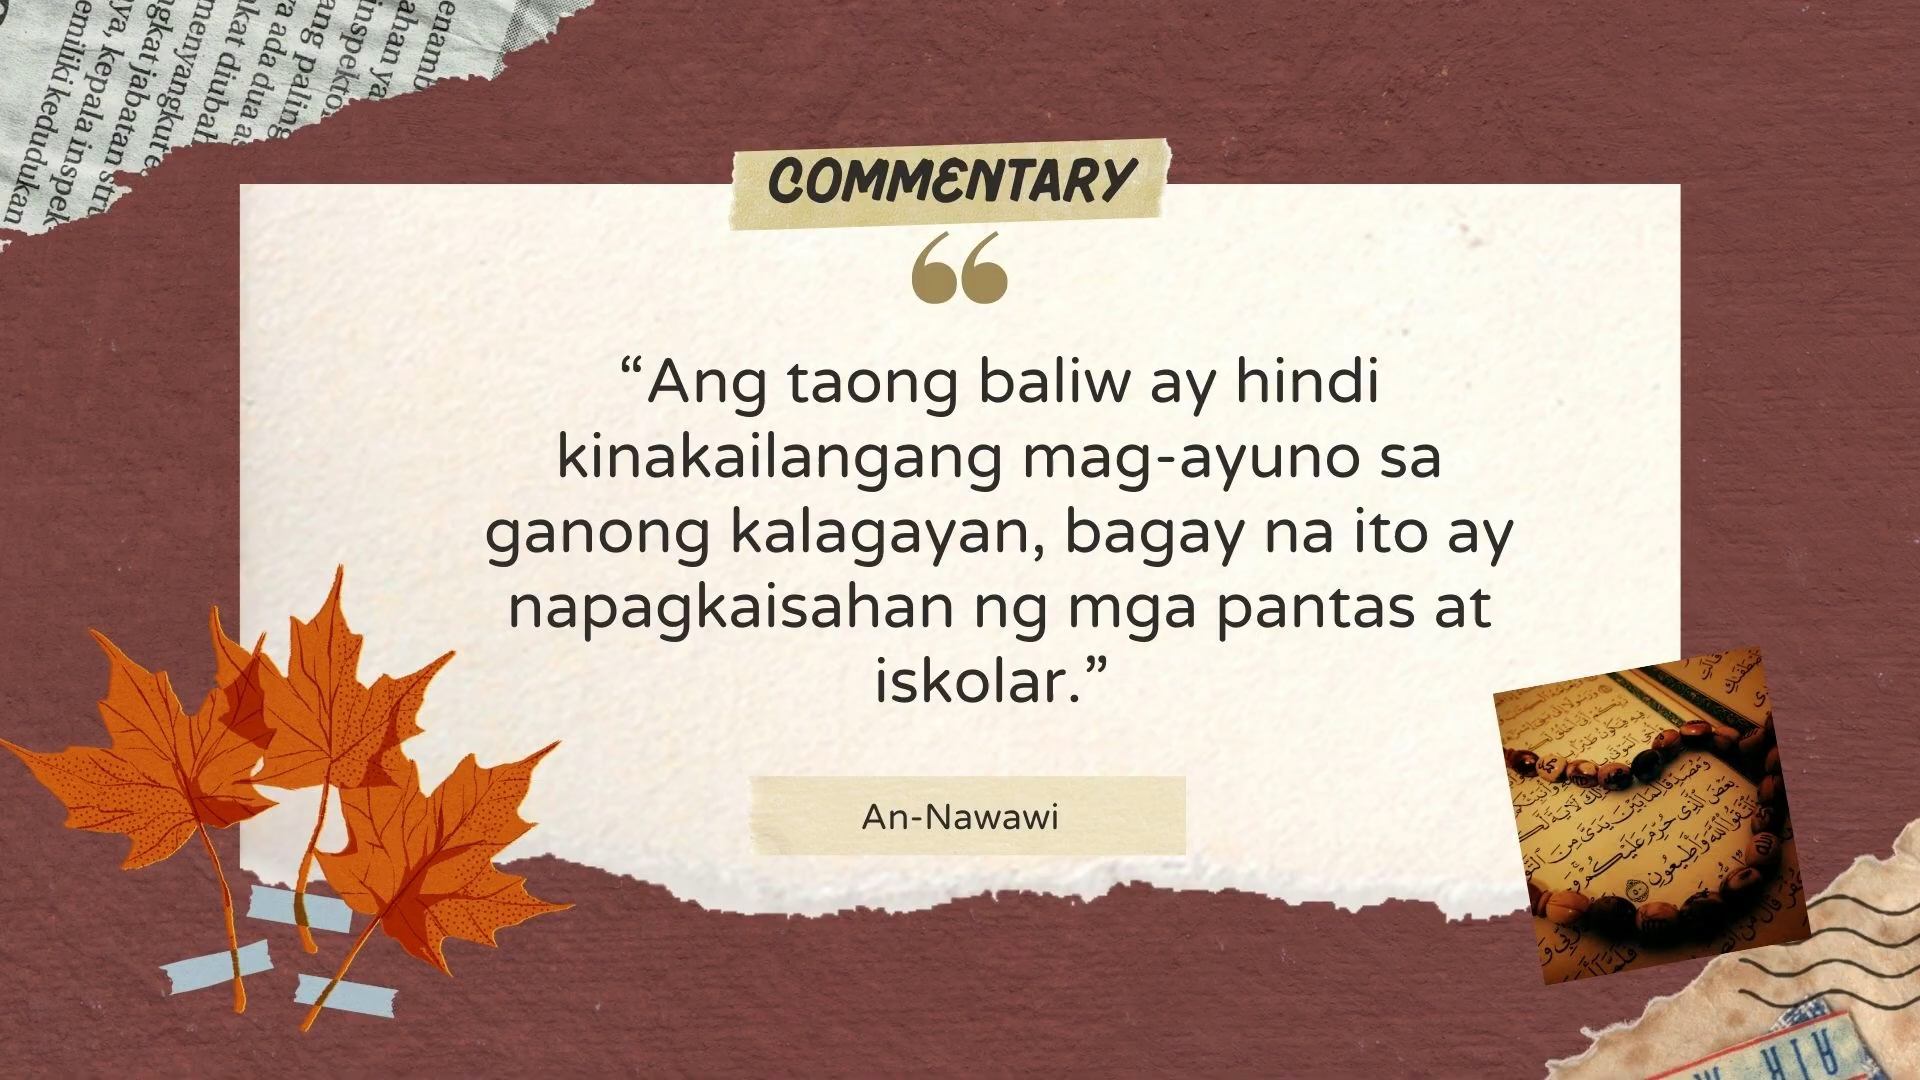 COMMENTARY
“Ang taong baliw ay hindi
kinakailangang mag-ayuno sa
ganong kalagayan, bagay na ito ay
napagkaisahan ng mga pantas at
iskolar.”
An-Nawawi